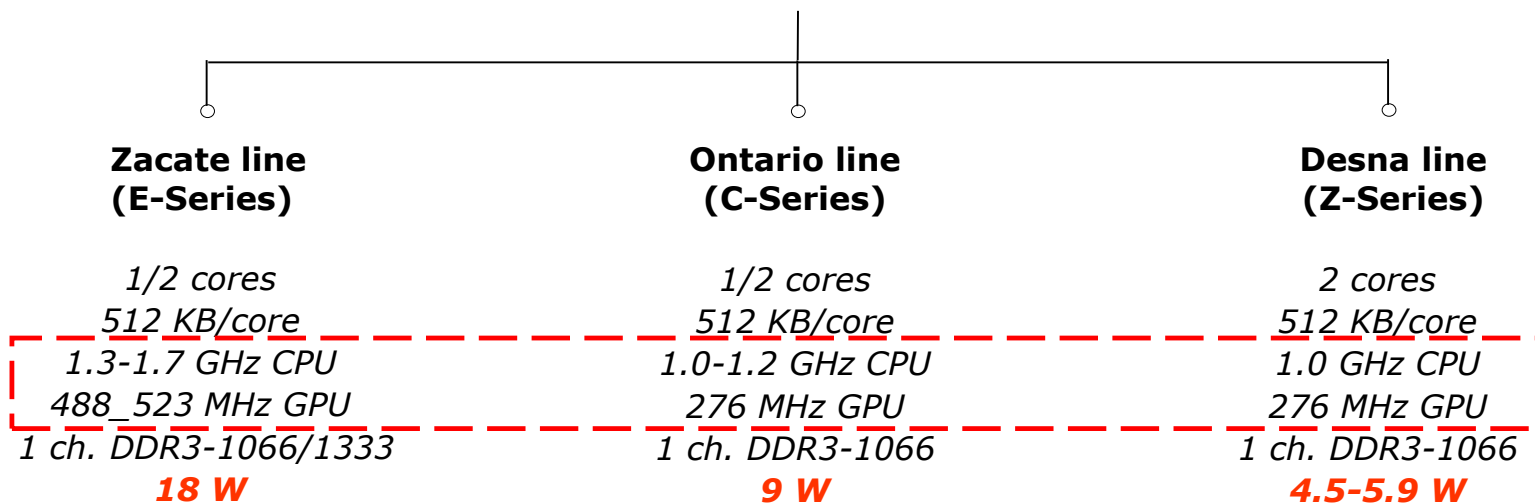 Zacate line
(E-Series)
1/2 cores
512 KB/core
1.3-1.7 GHz CPU
488_523 MHz GPU
1 ch. DDR3-1066/1333
18 W
Ontario line
(C-Series)
1/2 cores
512 KB/core
1.0-1.2 GHz CPU
276 MHz GPU
1 ch. DDR3-1066
9 W
Desna line
(Z-Series)
2 cores
512 KB/core
1.0 GHz CPU
276 MHz GPU
1 ch. DDR3-1066
4.5-5.9 W